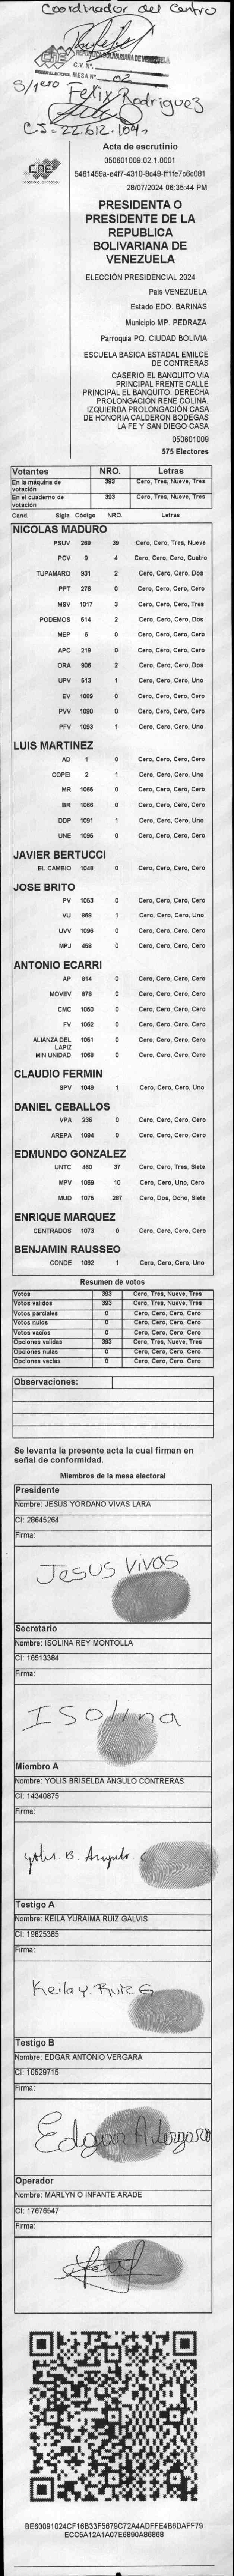 Coordinador del Centro
REPÚBLICA BOLIVARIANA DE VENEZUELA
C.V. Nº.
PODER ELECTORAL MESA Nº. 02
Felix Rodriguez
C.I = 22.612.104
CNE
Acta de escrutinio
050601009.02.1.0001
5461459a-e4f7-4310-8c49-ff1fe7c6c081
28/07/2024 06:35:44 PM
PRESIDENTA O
PRESIDENTE DE LA
REPUBLICA
BOLIVARIANA DE
VENEZUELA
ELECCIÓN PRESIDENCIAL 2024
País VENEZUELA
Estado EDO. BARINAS
Municipio MP. PEDRAZA
Parroquia PQ. CIUDAD BOLIVIA
ESCUELA BASICA ESTADAL EMILCE
DE CONTRERAS
CASERIO EL BANQUITO VIA
PRINCIPAL FRENTE CALLE
PRINCIPAL EL BANQUITO. DERECHA
PROLONGACIÓN RENE COLINA.
IZQUIERDA PROLONGACIÓN CASA
DE HONORIA CALDERON BODEGAS
LA FE Y SAN DIEGO CASA
050601009
575 Electores
Votantes NRO. Letras
En la máquina de votación 393 Cero, Tres, Nueve, Tres
En el cuaderno de votación 393 Cero, Tres, Nueve, Tres
Cand. Sigla Código NRO. Letras
NICOLAS MADURO
PSUV 269 39 Cero, Cero, Tres, Nueve
PCV 9 4 Cero, Cero, Cero, Cuatro
TUPAMARO 931 2 Cero, Cero, Cero, Dos
PPT 276 0 Cero, Cero, Cero, Cero
MSV 1017 3 Cero, Cero, Cero, Tres
PODEMOS 514 2 Cero, Cero, Cero, Dos
MEP 6 0 Cero, Cero, Cero, Cero
APC 219 0 Cero, Cero, Cero, Cero
ORA 906 2 Cero, Cero, Cero, Dos
UPV 513 1 Cero, Cero, Cero, Uno
EV 1089 0 Cero, Cero, Cero, Cero
PVV 1090 0 Cero, Cero, Cero, Cero
PFV 1093 1 Cero, Cero, Cero, Uno
LUIS MARTINEZ
AD 1 0 Cero, Cero, Cero, Cero
COPEI 2 1 Cero, Cero, Cero, Uno
MR 1065 0 Cero, Cero, Cero, Cero
BR 1066 0 Cero, Cero, Cero, Cero
DDP 1091 1 Cero, Cero, Cero, Uno
UNE 1095 0 Cero, Cero, Cero, Cero
JAVIER BERTUCCI
EL CAMBIO 1048 0 Cero, Cero, Cero, Cero
JOSE BRITO
PV 1053 0 Cero, Cero, Cero, Cero
VU 968 1 Cero, Cero, Cero, Uno
UVV 1096 0 Cero, Cero, Cero, Cero
MPJ 458 0 Cero, Cero, Cero, Cero
ANTONIO ECARRI
AP 814 0 Cero, Cero, Cero, Cero
MOVEV 878 0 Cero, Cero, Cero, Cero
CMC 1050 0 Cero, Cero, Cero, Cero
FV 1062 0 Cero, Cero, Cero, Cero
ALIANZA DEL LAPIZ 1051 0 Cero, Cero, Cero, Cero
MIN UNIDAD 1068 0 Cero, Cero, Cero, Cero
CLAUDIO FERMIN
SPV 1049 1 Cero, Cero, Cero, Uno
DANIEL CEBALLOS
VPA 235 0 Cero, Cero, Cero, Cero
AREPA 1094 0 Cero, Cero, Cero, Cero
EDMUNDO GONZALEZ
UNTC 460 37 Cero, Cero, Tres, Siete
MPV 1069 10 Cero, Cero, Uno, Cero
MUD 1075 287 Cero, Dos, Ocho, Siete
ENRIQUE MARQUEZ
CENTRADOS 1073 0 Cero, Cero, Cero, Cero
BENJAMIN RAUSSEO
CONDE 1092 1 Cero, Cero, Cero, Uno
Resumen de votos
Votos 393 Cero, Tres, Nueve, Tres
Votos validos 393 Cero, Tres, Nueve, Tres
Votos parciales 0 Cero, Cero, Cero, Cero
Votos nulos 0 Cero, Cero, Cero, Cero
Votos vacíos 0 Cero, Cero, Cero, Cero
Opciones validas 393 Cero, Tres, Nueve, Tres
Opciones nulas 0 Cero, Cero, Cero, Cero
Opciones vacías 0 Cero, Cero, Cero, Cero
Observaciones:
Se levanta la presente acta la cual firman en
señal de conformidad.
Miembros de la mesa electoral
Presidente
Nombre: JESUS YORDANO VIVAS LARA
CI: 28645264
Firma:
Jesus Vivas
Secretario
Nombre: ISOLINA REY MONTOLLA
CI: 16513384
Firma:
ISolina
Miembro A
Nombre: YOLIS BRISELDA ANGULO CONTRERAS
CI: 14340875
Firma:
Yolis. B. Angulo. C
Testigo A
Nombre: KEILA YURAIMA RUIZ GALVIS
CI: 19825385
Firma:
Keila y. Ruiz G
Testigo B
Nombre: EDGAR ANTONIO VERGARA
CI: 10529715
Firma:
Edgar A Vergara
Operador
Nombre: MARLYN O INFANTE ARADE
CI: 17676547
Firma:
BE60091024CF16B33F5679C72A4ADFFE4B6DAFF79
ECC5A12A1A07E6890A86868